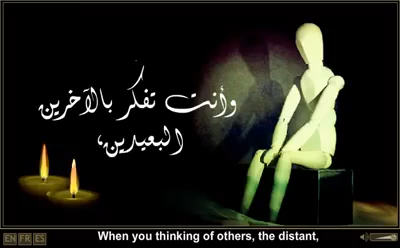 وأنت تفكر بالآخرين
البعيدين،
EN FR ES
When you thinking of others, the distant,